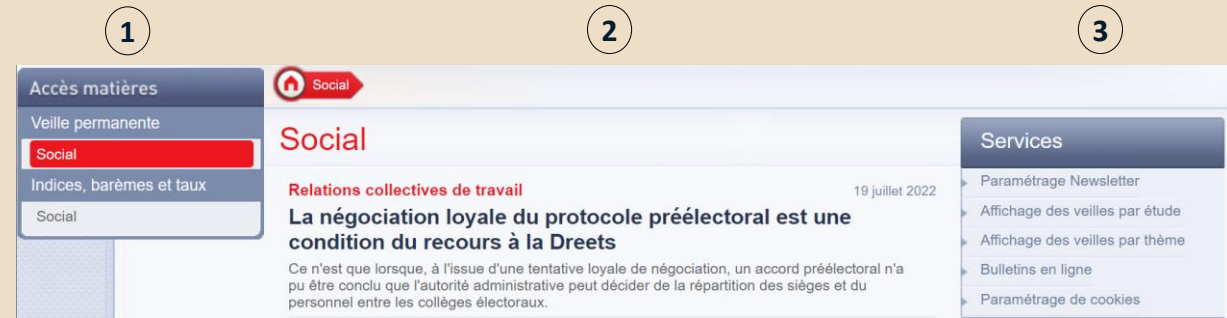 1
2
3
Accès matières
Veille permanente
Social
Indices, barèmes et taux
Social
Social
Social
Relations collectives de travail
19 juillet 2022
La négociation loyale du protocole préélectoral est une
condition du recours à la Dreets
Ce n'est que lorsque, à l'issue d'une tentative loyale de négociation, un accord préélectoral n'a
pu être conclu que l'autorité administrative peut décider de la répartition des sièges et du
personnel entre les collèges électoraux.
Services
Paramétrage Newsletter
Affichage des veilles par étude
Affichage des veilles par thème
Bulletins en ligne
Paramétrage de cookies